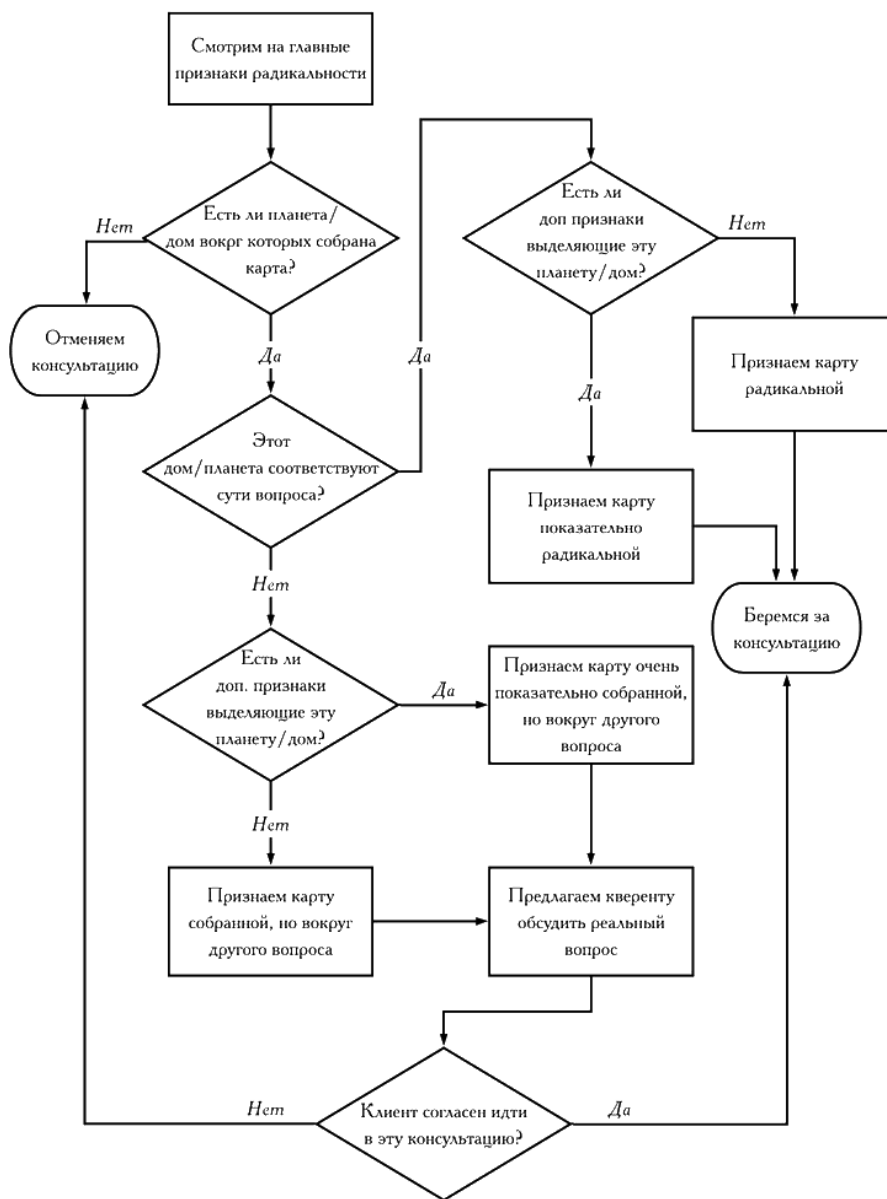 Смотрим на главные
признаки радикальности
Есть ли планета/
дом вокрг которых собрана
карта?
Нет
Отменяем
консультацию
Да
Этот
дом/планета соответствуют
сути вопроса?
Да
Есть ли
доп признаки
выделяющие эту
планету/дом?
Нет
Признаем карту
радикальной
Да
Признаем карту
показательно
радикальной
Беремся за
консультацию
Нет
Есть ли
доп. признаки
выделяющие эту
планету/дом?
Да
Признаем карту очень
показательно собранной,
но вокруг другого
вопроса
Нет
Признаем карту
собранной, но вокруг
другого вопроса
Предлагаем кверенту
обсудить реальный
вопрос
Клиент согласен идти
в эту консультацию?
Нет
Да